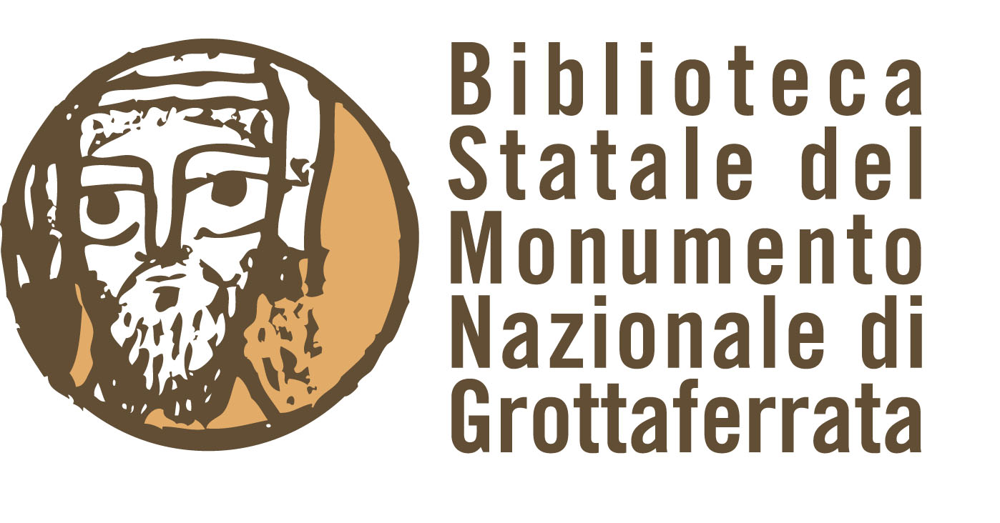 Biblioteca
Statale del
Monumento
Nazionale di
Grottaferrata